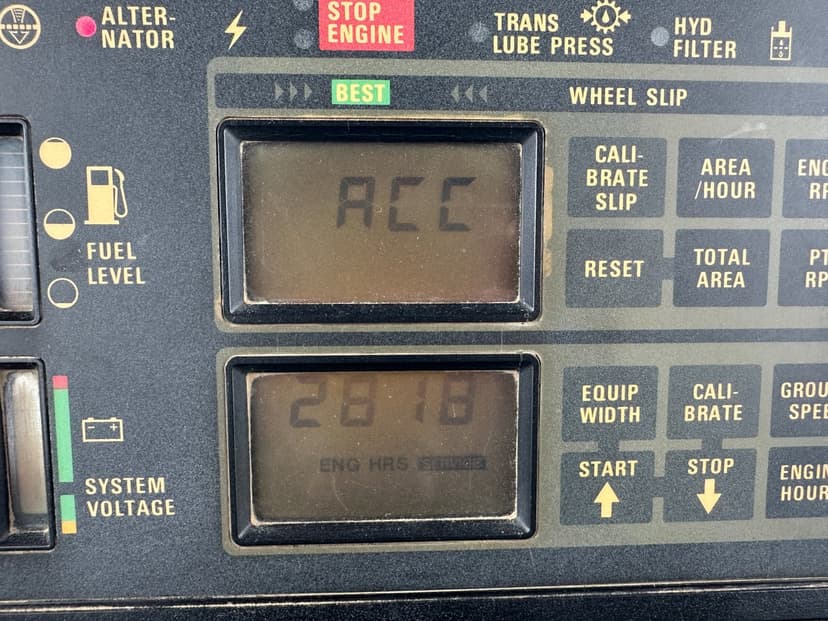 ALTER-
NATOR
STOP
ENGINE
TRANS
LUBE PRESS
HYD
FILTER
BEST
WHEEL SLIP
ACC
CALI-
BRATE
SLIP
AREA
/HOUR
FUEL
LEVEL
RESET
TOTAL
AREA
2818
ENG HRS SERVICE
EQUIP
WIDTH
CALI-
BRATE
START
STOP
SYSTEM
VOLTAGE